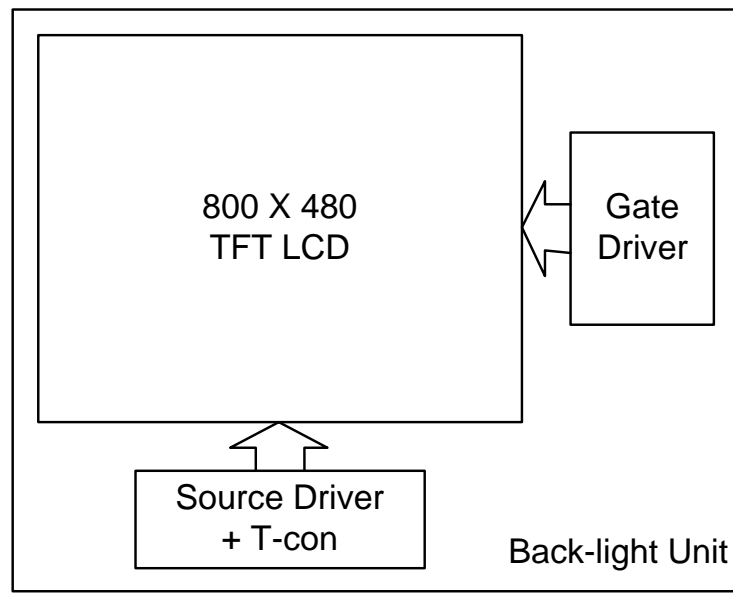 800 X 480
TFT LCD
Gate
Driver
Source Driver
+ T-con
Back-light Unit